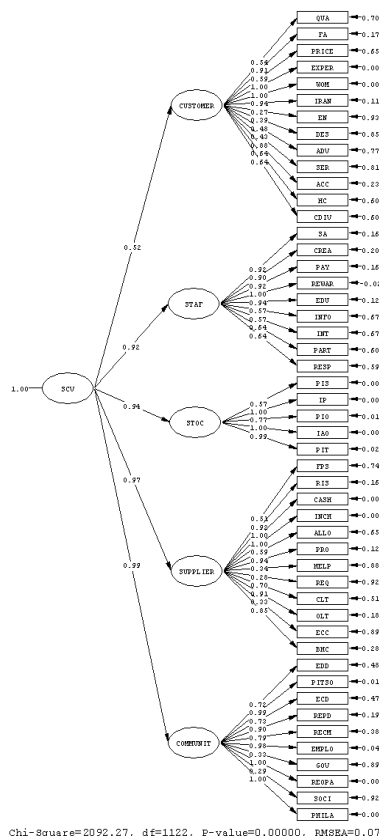 QUA 0.70
FA 0.17
PRICE 0.65
EXPER 0.00
WOM 0.00
IRAN 0.11
EN 0.93
DES 0.85
ADV 0.77
SER 0.81
ACC 0.23
HC 0.60
CDIV 0.60
0.54
0.91
0.59
1.00
1.00
0.94
0.27
0.39
0.48
0.43
0.88
0.64
0.64
CUSTOMER
0.52
SA 0.16
CREA 0.20
PAY 0.16
REWAR -0.02
EDU 0.12
INFO 0.67
INT 0.67
PART 0.60
RESP 0.59
0.92
0.90
0.92
1.00
0.94
0.57
0.57
0.64
0.64
STAF
0.92
1.00
SCV
PIS 0.00
IP 0.00
PIO 0.01
IAO 0.00
PIT 0.02
0.57
1.00
0.77
1.00
0.99
STOC
0.94
FPS 0.74
RIS 0.16
CASH 0.00
INCM 0.00
ALLO 0.65
PRO 0.12
HELP 0.88
REQ 0.92
CLT 0.51
OLT 0.18
ECC 0.89
BMC 0.28
0.51
0.92
1.00
1.00
0.59
0.94
0.34
0.28
0.70
0.91
0.33
0.85
SUPPLIER
0.97
EDD 0.48
PITSO 0.01
ECD 0.47
REPD 0.19
RECM 0.38
EMPLO 0.04
GOV 0.89
REOPA 0.00
SOCI 0.92
PHILA 0.00
0.72
0.99
0.73
0.90
0.79
0.98
0.33
1.00
0.29
1.00
COMMUNIT
0.99
Chi-Square=2092.27, df=1122, P-value=0.00000, RMSEA=0.07